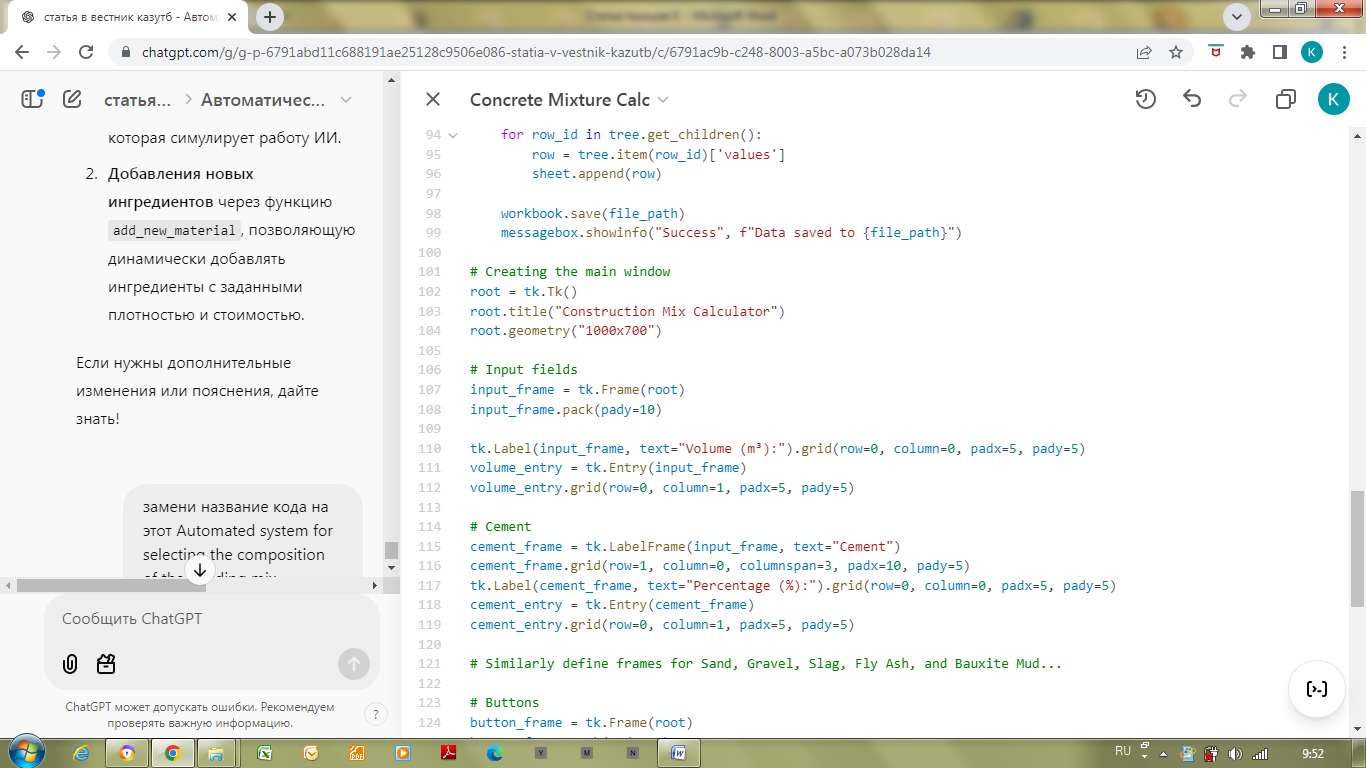 статья в вестник казутб - Автом
chatgpt.com/g/g-p-6791abd11c688191ae25128c9506e086-statia-v-vestnik-kazutb/c/6791ac9b-c248-8003-a5bc-a073b028da14
K
статья... > Автоматичес...
которая симулирует работу ИИ.
2. Добавления новых
ингредиентов через функцию
add_new_material, позволяющую
динамически добавлять
ингредиенты с заданными
плотностью и стоимостью.
Если нужны дополнительные
изменения или пояснения, дайте
знать!
замени название кода на
этот Automated system for
selecting the composition
Сообщить ChatGPT
ChatGPT может допускать ошибки. Рекомендуем
проверять важную информацию.
?
Concrete Mixture Calc
K
94 for row_id in tree.get_children():
95 row = tree.item(row_id)['values']
96 sheet.append(row)
97
98 workbook.save(file_path)
99 messagebox.showinfo("Success", f"Data saved to {file_path}")
100
101 # Creating the main window
102 root = tk.Tk()
103 root.title("Construction Mix Calculator")
104 root.geometry("1000x700")
105
106 # Input fields
107 input_frame = tk.Frame(root)
108 input_frame.pack(pady=10)
109
110 tk.Label(input_frame, text="Volume (m³):").grid(row=0, column=0, padx=5, pady=5)
111 volume_entry = tk.Entry(input_frame)
112 volume_entry.grid(row=0, column=1, padx=5, pady=5)
113
114 # Cement
115 cement_frame = tk.LabelFrame(input_frame, text="Cement")
116 cement_frame.grid(row=1, column=0, columnspan=3, padx=10, pady=5)
117 tk.Label(cement_frame, text="Percentage (%):").grid(row=0, column=0, padx=5, pady=5)
118 cement_entry = tk.Entry(cement_frame)
119 cement_entry.grid(row=0, column=1, padx=5, pady=5)
120
121 # Similarly define frames for Sand, Gravel, Slag, Fly Ash, and Bauxite Mud...
122
123 # Buttons
124 button_frame = tk.Frame(root)
Y M N
RU
9:52